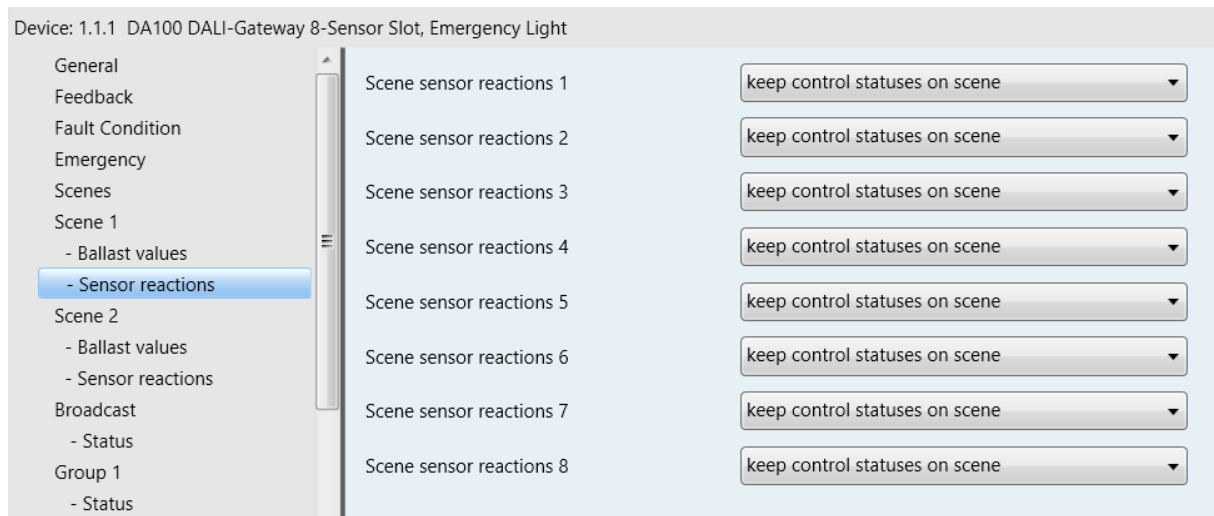 Device: 1.1.1 DA100 DALI-Gateway 8-Sensor Slot, Emergency Light
General
Feedback
Fault Condition
Emergency
Scenes
Scene 1
- Ballast values
- Sensor reactions
Scene 2
- Ballast values
- Sensor reactions
Broadcast
- Status
Group 1
- Status
Scene sensor reactions 1 keep control statuses on scene
Scene sensor reactions 2 keep control statuses on scene
Scene sensor reactions 3 keep control statuses on scene
Scene sensor reactions 4 keep control statuses on scene
Scene sensor reactions 5 keep control statuses on scene
Scene sensor reactions 6 keep control statuses on scene
Scene sensor reactions 7 keep control statuses on scene
Scene sensor reactions 8 keep control statuses on scene